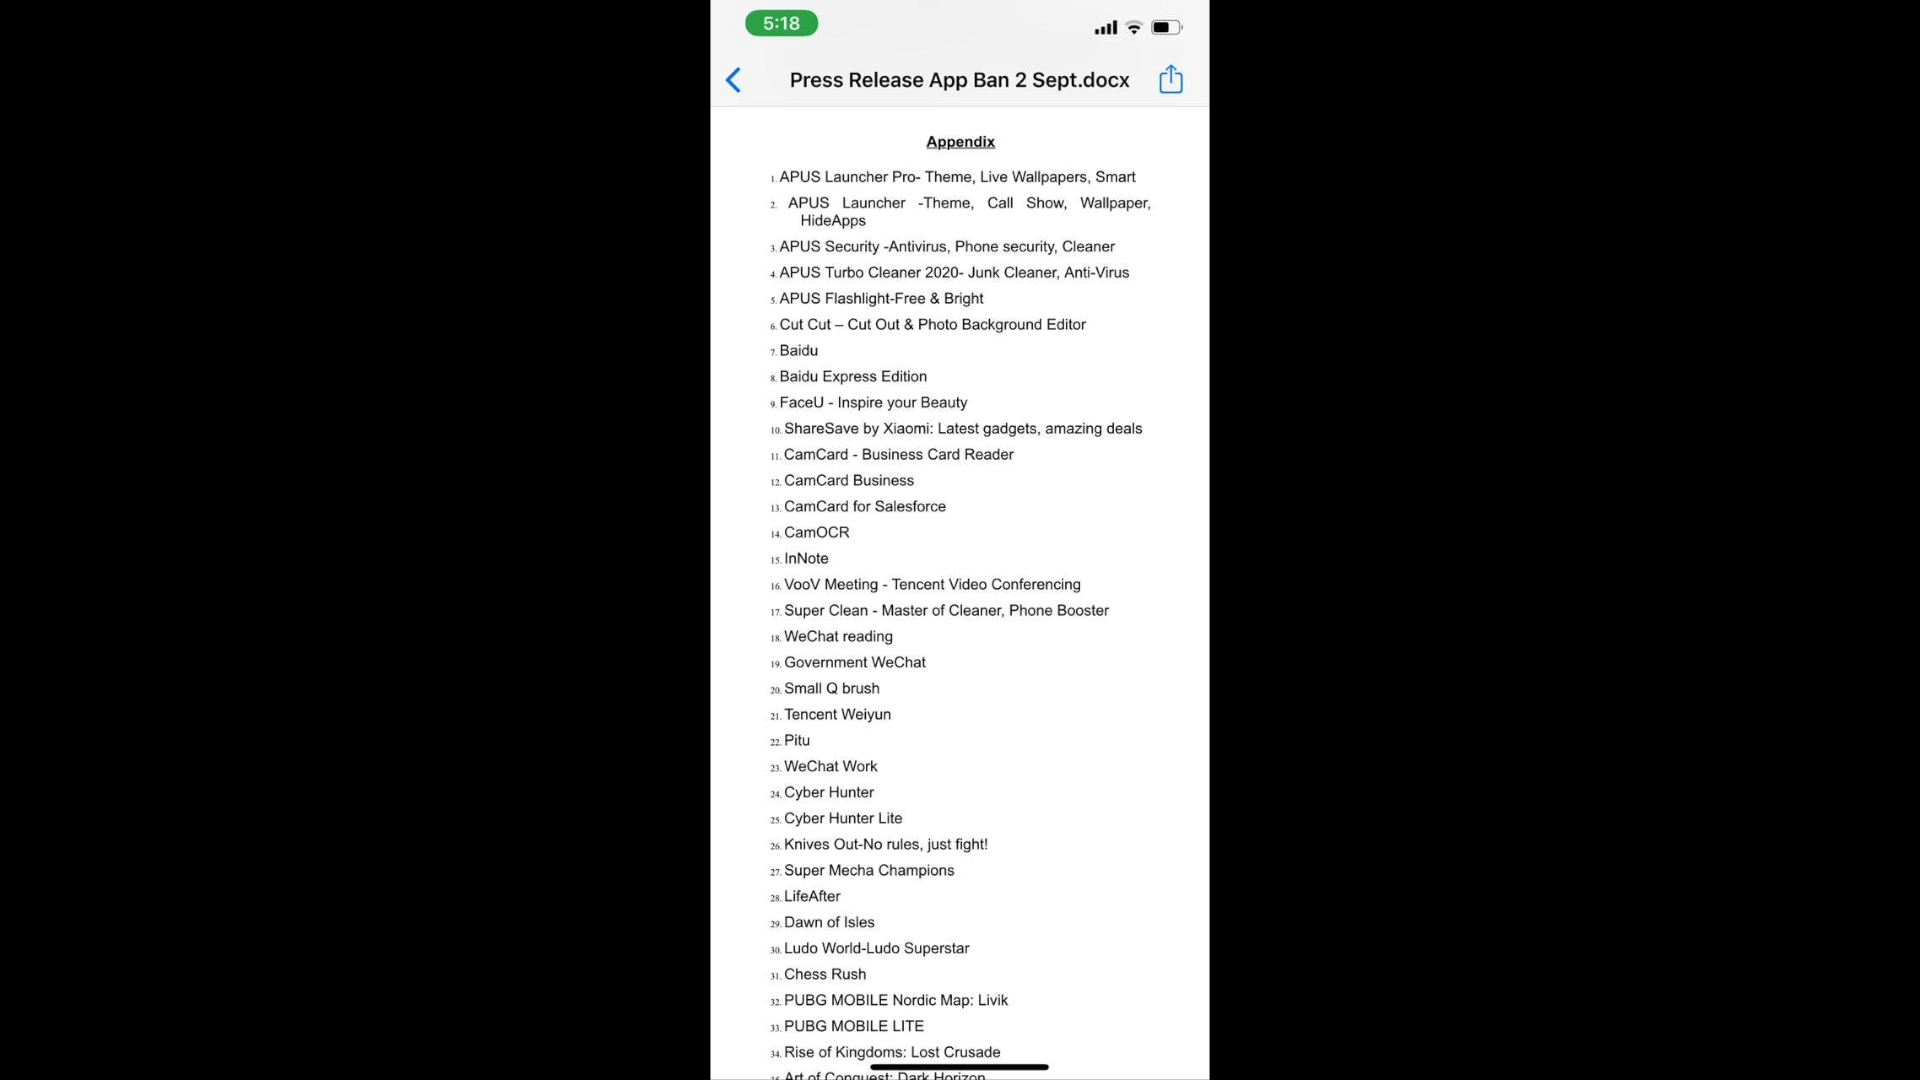 5:18
Press Release App Ban 2 Sept.docx
Appendix
1. APUS Launcher Pro- Theme, Live Wallpapers, Smart
2. APUS Launcher -Theme, Call Show, Wallpaper,
HideApps
3. APUS Security -Antivirus, Phone security, Cleaner
4. APUS Turbo Cleaner 2020- Junk Cleaner, Anti-Virus
5. APUS Flashlight-Free & Bright
6. Cut Cut – Cut Out & Photo Background Editor
7. Baidu
8. Baidu Express Edition
9. FaceU - Inspire your Beauty
10. ShareSave by Xiaomi: Latest gadgets, amazing deals
11. CamCard - Business Card Reader
12. CamCard Business
13. CamCard for Salesforce
14. CamOCR
15. InNote
16. VooV Meeting - Tencent Video Conferencing
17. Super Clean - Master of Cleaner, Phone Booster
18. WeChat reading
19. Government WeChat
20. Small Q brush
21. Tencent Weiyun
22. Pitu
23. WeChat Work
24. Cyber Hunter
25. Cyber Hunter Lite
26. Knives Out-No rules, just fight!
27. Super Mecha Champions
28. LifeAfter
29. Dawn of Isles
30. Ludo World-Ludo Superstar
31. Chess Rush
32. PUBG MOBILE Nordic Map: Livik
33. PUBG MOBILE LITE
34. Rise of Kingdoms: Lost Crusade
35. Art of Conquest: Dark Horizon